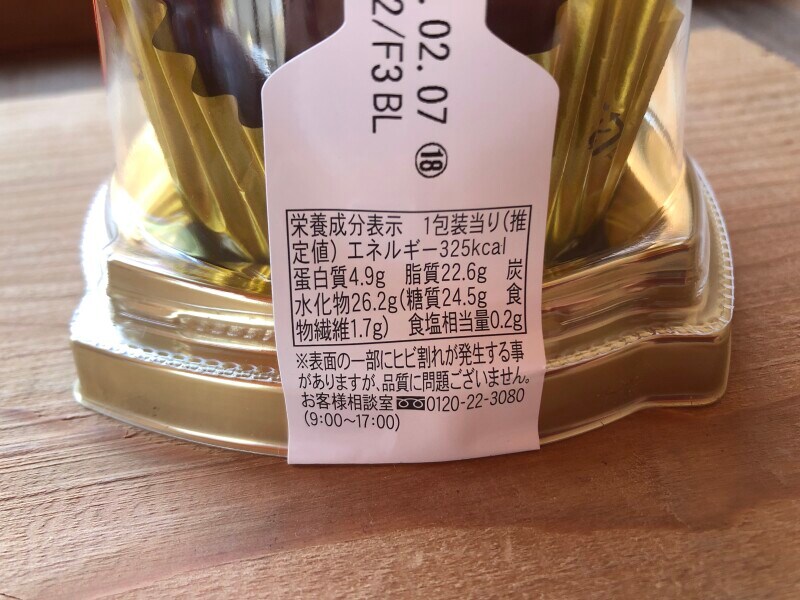 . 02. 07 ⑱
2/F3 BL
栄養成分表示 1包装当り(推
定値) エネルギー325kcal
蛋白質4.9g 脂質22.6g 炭
水化物26.2g(糖質24.5g 食
物繊維1.7g) 食塩相当量0.2g
※表面の一部にヒビ割れが発生する事
がありますが、品質に問題ございません。
お客様相談室 0120-22-3080
(9:00〜17:00)